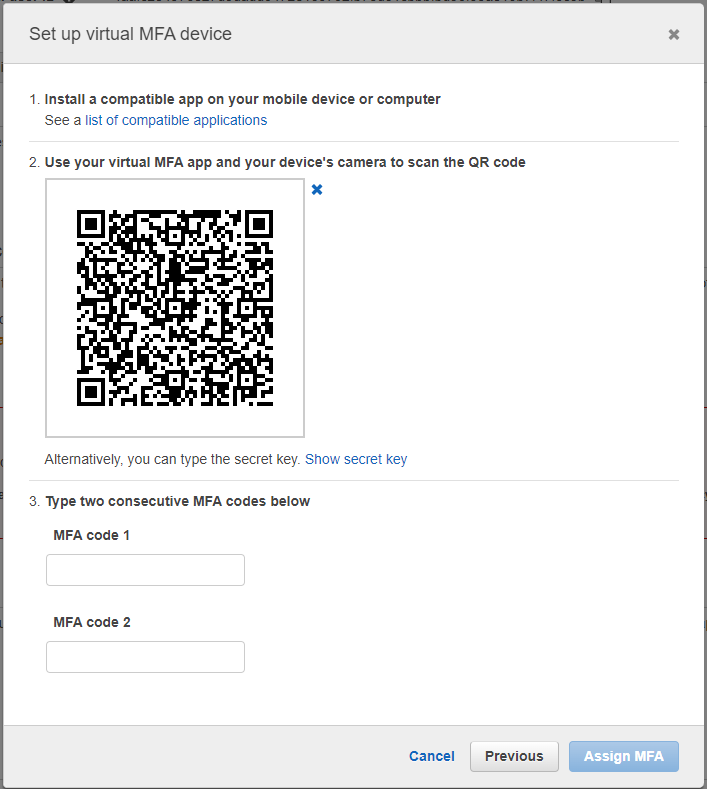 Set up virtual MFA device
1. Install a compatible app on your mobile device or computer
See a list of compatible applications
2. Use your virtual MFA app and your device's camera to scan the QR code
Alternatively, you can type the secret key. Show secret key
3. Type two consecutive MFA codes below
MFA code 1
MFA code 2
Cancel Previous Assign MFA